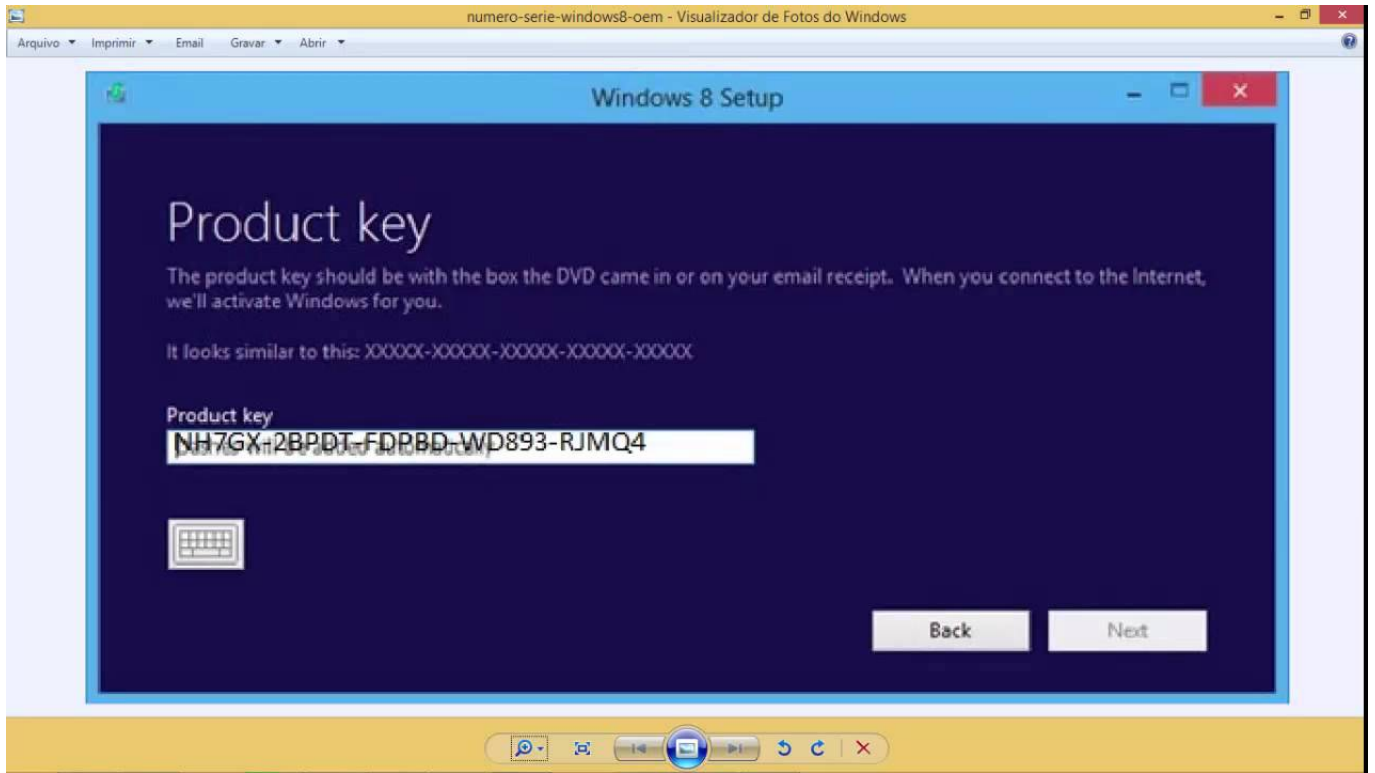 numero-serie-windows8-oem - Visualizador de Fotos do Windows
Arquivo Imprimir Email Gravar Abrir
Windows 8 Setup
Product key
The product key should be with the box the DVD came in or on your email receipt. When you connect to the Internet,
we'll activate Windows for you.
It looks similar to this: XXXXX-XXXXX-XXXXX-XXXXX-XXXXX
Product key
NH7GX-2BPDT-FDPBD-WD893-RJMQ4
Back Next